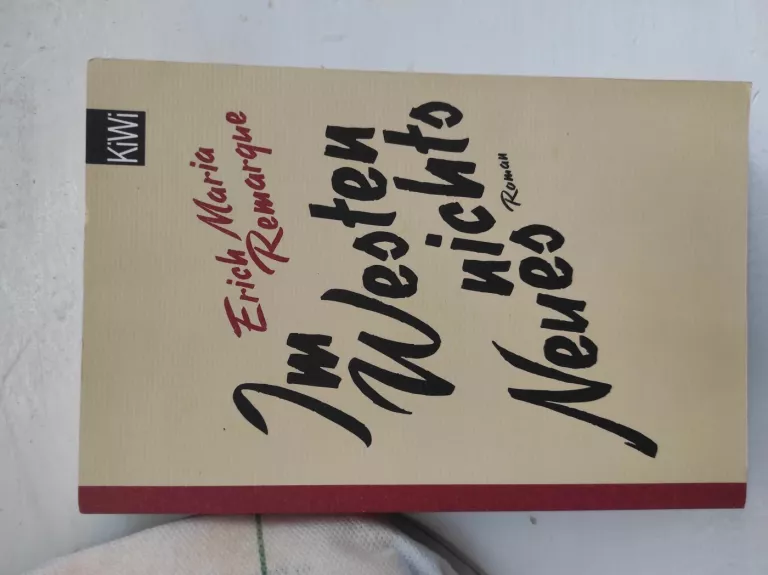 KiWi
Erich Maria
Remarque
Im
Westen
nichts
Neues
Roman